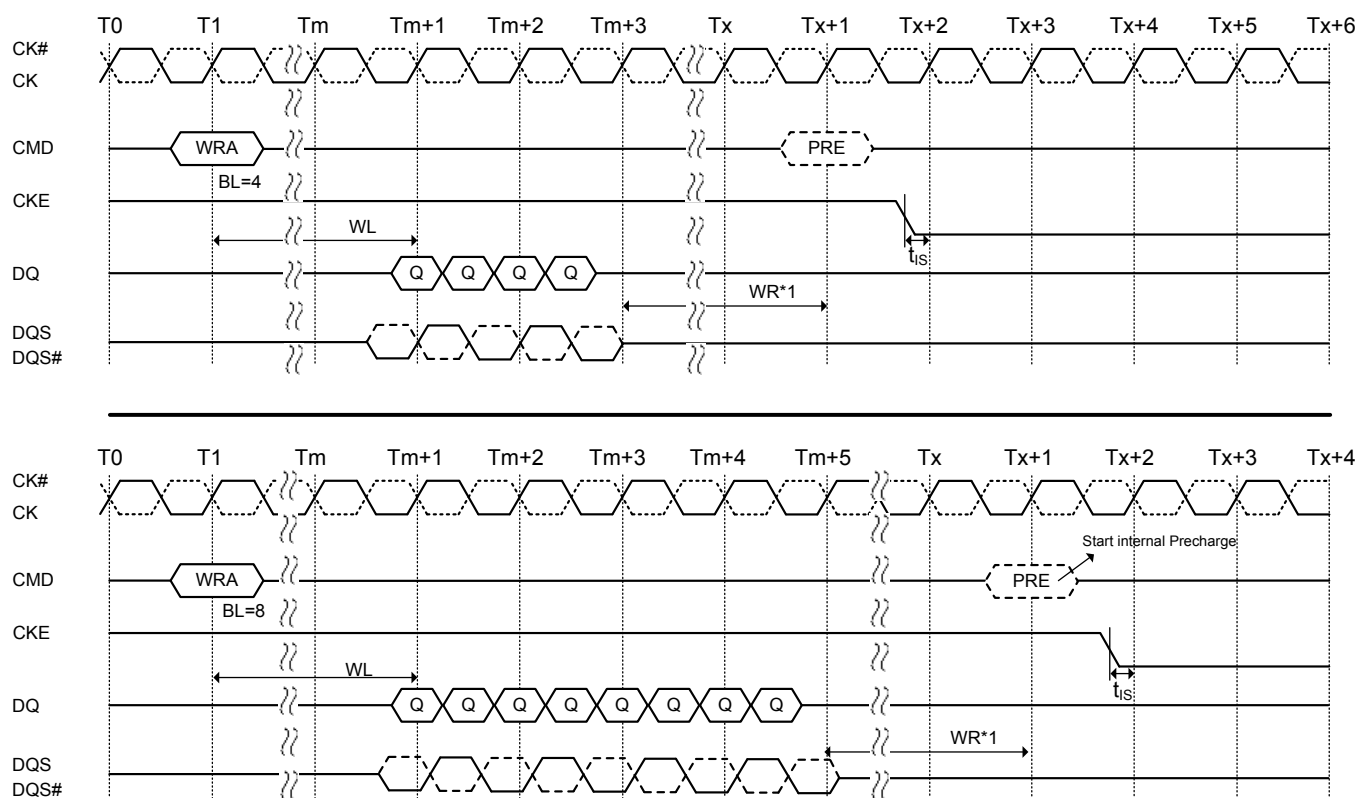 T0 T1 Tm Tm+1 Tm+2 Tm+3 Tx Tx+1 Tx+2 Tx+3 Tx+4 Tx+5 Tx+6
CK#
CK
CMD WRA PRE
BL=4
CKE
WL
tIS
DQ Q Q Q Q
WR*1
DQS
DQS#
T0 T1 Tm Tm+1 Tm+2 Tm+3 Tm+4 Tm+5 Tx Tx+1 Tx+2 Tx+3 Tx+4
CK#
CK
Start internal Precharge
CMD WRA PRE
BL=8
CKE
WL
tIS
DQ Q Q Q Q Q Q Q Q
WR*1
DQS
DQS#